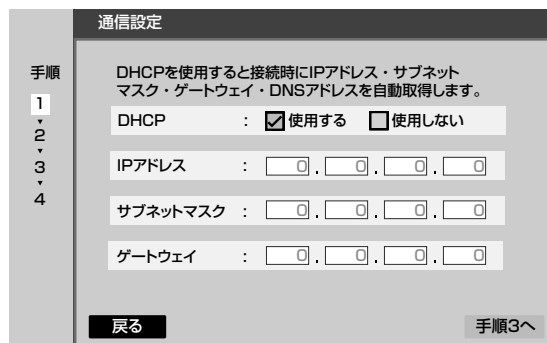 通信設定
手順
1
2
3
4
DHCPを使用すると接続時にIPアドレス・サブネット
マスク・ゲートウェイ・DNSアドレスを自動取得します。
DHCP : 使用する 使用しない
IPアドレス : 0 . 0 . 0 . 0
サブネットマスク : 0 . 0 . 0 . 0
ゲートウェイ : 0 . 0 . 0 . 0
戻る 手順3へ